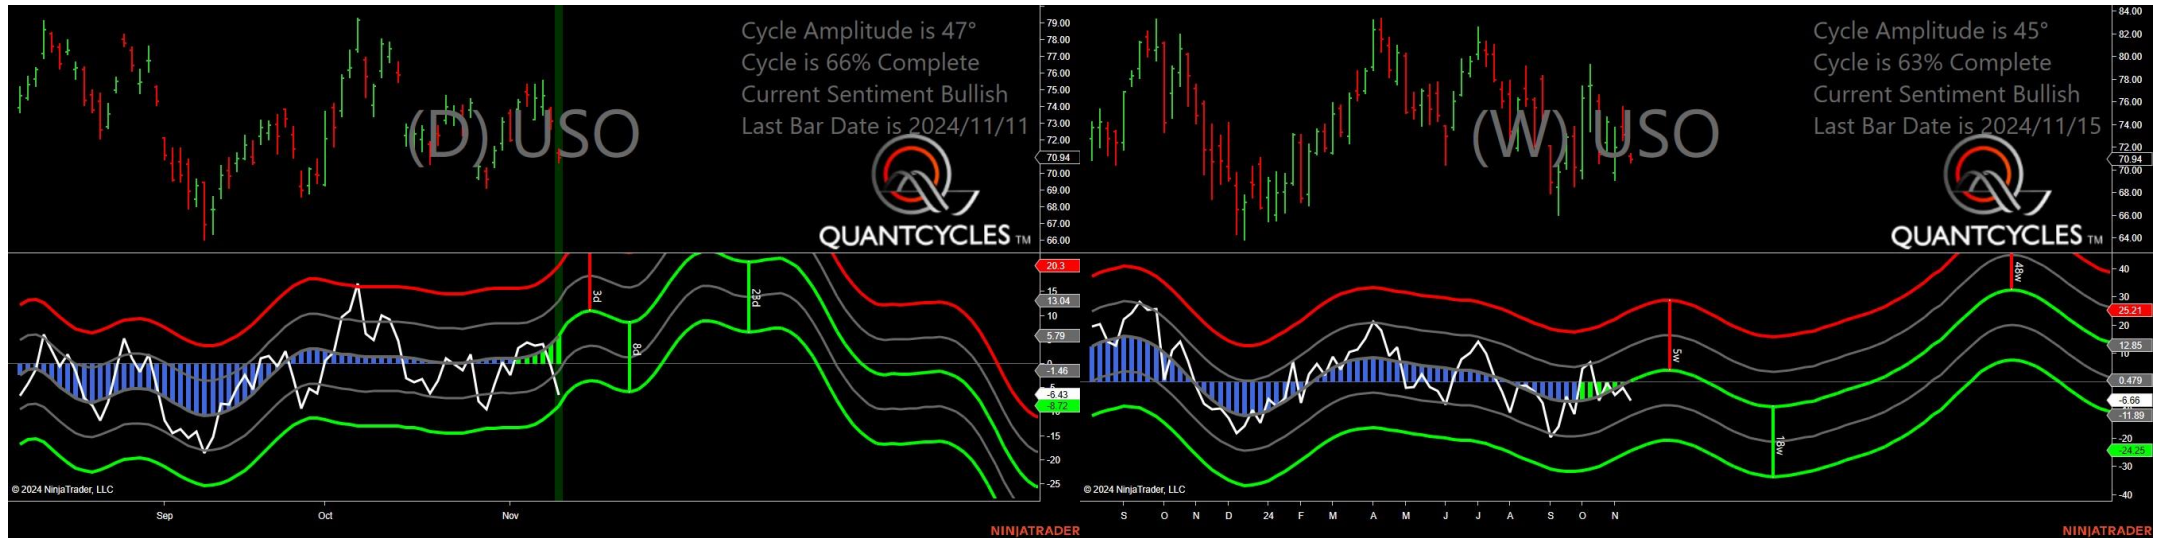 Cycle Amplitude is 47°
Cycle is 66% Complete
Current Sentiment Bullish
Last Bar Date is 2024/11/11
(D) USO
QUANTCYCLES TM
79.00
78.00
77.00
76.00
75.00
74.00
73.00
72.00
70.94
70.00
69.00
68.00
67.00
66.00
20.3
15
13.04
10
5.79
0
-1.46
-6.43
-8.72
-15
-20
-25
3d
8d
23d
© 2024 NinjaTrader, LLC
Sep
Oct
Nov
NINJATRADER
Cycle Amplitude is 45°
Cycle is 63% Complete
Current Sentiment Bullish
Last Bar Date is 2024/11/15
(W) USO
QUANTCYCLES TM
84.00
82.00
80.00
78.00
76.00
74.00
72.00
70.94
70.00
68.00
66.00
64.00
40
30
25.21
20
12.85
10
0.479
-6.66
-11.89
-20
-24.25
-30
-40
5w
18w
48w
© 2024 NinjaTrader, LLC
S
O
N
D
24
F
M
A
M
J
J
A
S
O
N
NINJATRADER